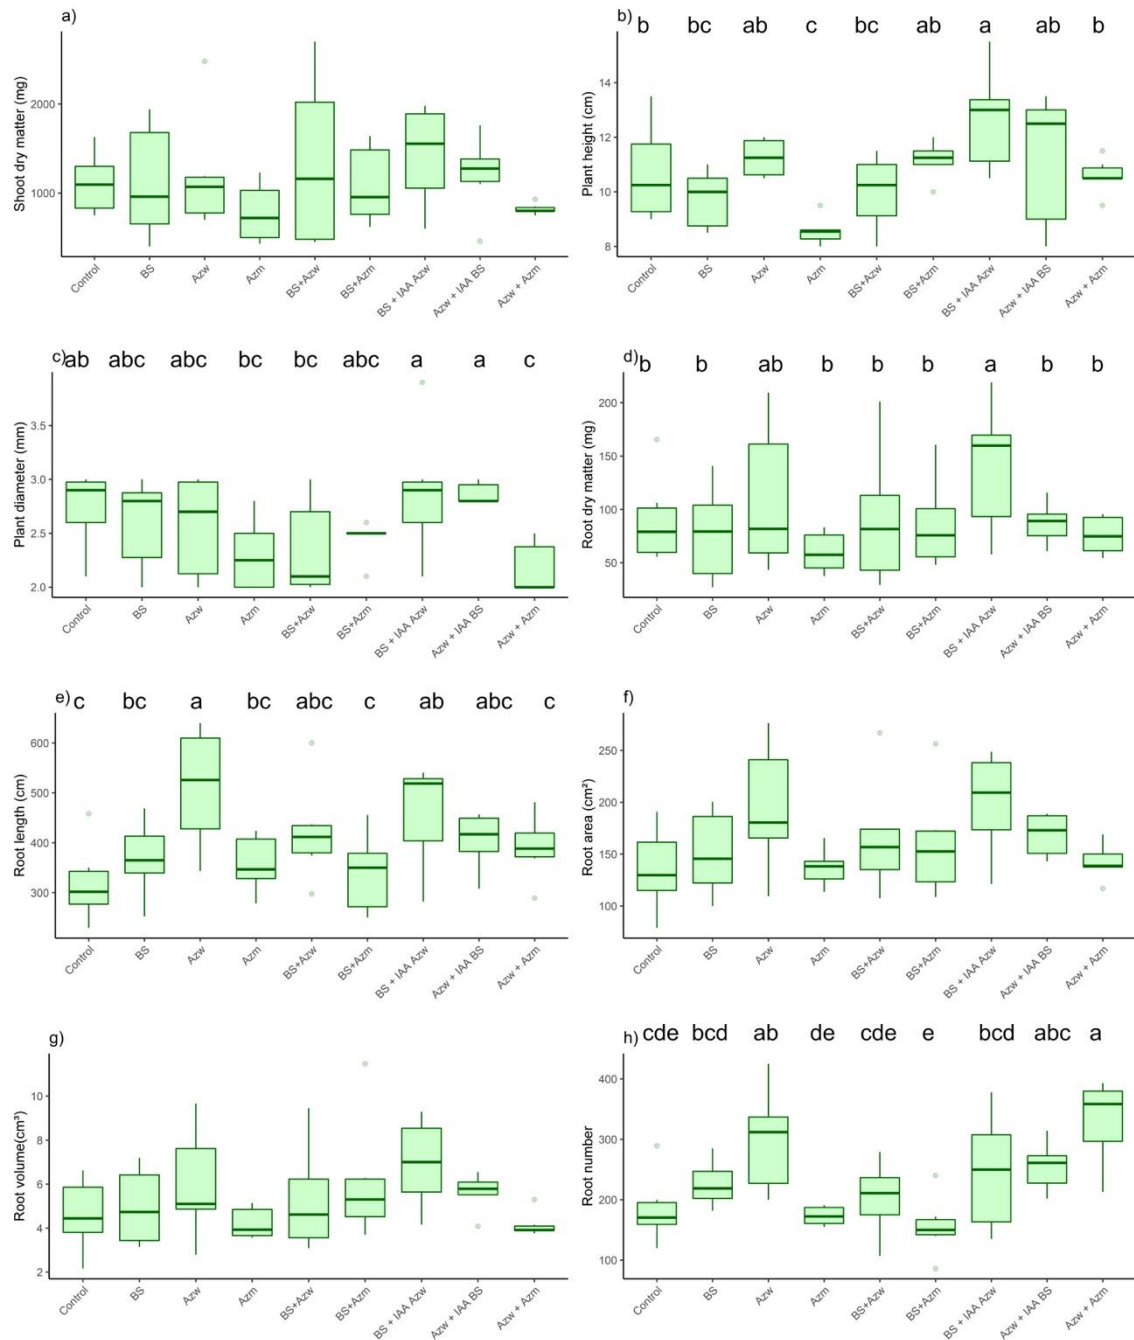 a)
Shoot dry matter (mg)
2000
1000
Control BS Azw Azm BS+Azw BS+Azm BS + IAA Azw Azw + IAA BS Azw + Azm
b) b bc ab c bc ab a ab b
Plant height (cm)
14
12
10
8
Control BS Azw Azm BS+Azw BS+Azm BS + IAA Azw Azw + IAA BS Azw + Azm
c) ab abc abc bc bc abc a a c
Plant diameter (mm)
3.5
3.0
2.5
2.0
Control BS Azw Azm BS+Azw BS+Azm BS + IAA Azw Azw + IAA BS Azw + Azm
d) b b ab b b b a b b
Root dry matter (mg)
200
150
100
50
Control BS Azw Azm BS+Azw BS+Azm BS + IAA Azw Azw + IAA BS Azw + Azm
e) c bc a bc abc c ab abc c
Root length (cm)
600
500
400
300
Control BS Azw Azm BS+Azw BS+Azm BS + IAA Azw Azw + IAA BS Azw + Azm
f)
Root area (cm²)
250
200
150
100
Control BS Azw Azm BS+Azw BS+Azm BS + IAA Azw Azw + IAA BS Azw + Azm
g)
Root volume(cm³)
10
8
6
4
2
Control BS Azw Azm BS+Azw BS+Azm BS + IAA Azw Azw + IAA BS Azw + Azm
h) cde bcd ab de cde e bcd abc a
Root number
400
300
200
100
Control BS Azw Azm BS+Azw BS+Azm BS + IAA Azw Azw + IAA BS Azw + Azm